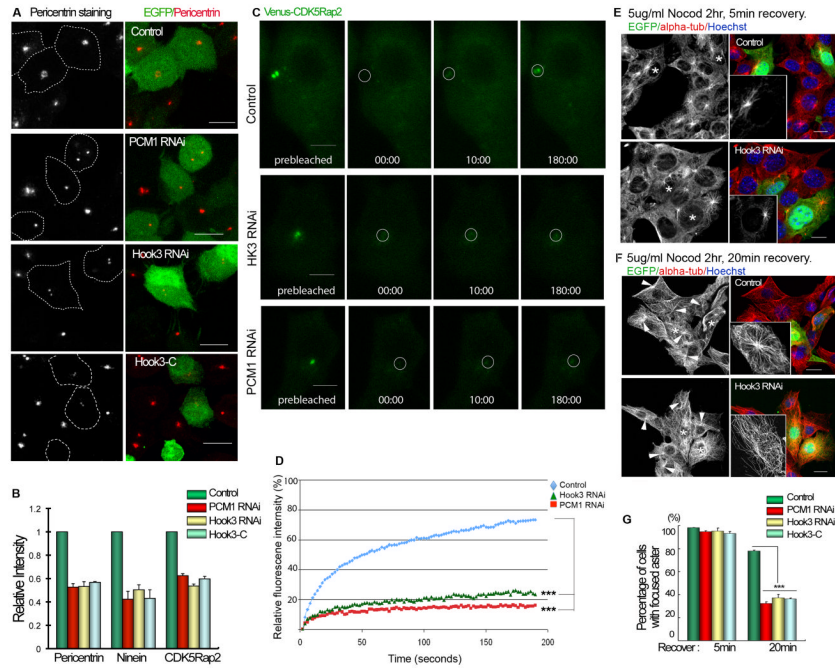 A
Pericentrin staining
EGFP/Pericentrin
Control
PCM1 RNAi
Hook3 RNAi
Hook3-C
B
Relative Intensity
1.2
1
0.8
0.6
0.4
0.2
0
Control
PCM1 RNAi
Hook3 RNAi
Hook3-C
Pericentrin Ninein CDK5Rap2
C
Venus-CDK5Rap2
Control
prebleached 00:00 10:00 180:00
HK3 RNAi
prebleached 00:00 10:00 180:00
PCM1 RNAi
prebleached 00:00 10:00 180:00
D
Relative fluorescene internsity (%)
100
80
60
40
20
0 50 100 150 200
Time (seconds)
Control
Hook3 RNAi
PCM1 RNAi
***
***
E 5ug/ml Nocod 2hr, 5min recovery.
EGFP/alpha-tub/Hoechst
Control
*
*
Hook3 RNAi
*
*
F 5ug/ml Nocod 2hr, 20min recovery.
EGFP/alpha-tub/Hoechst
Control
*
*
Hook3 RNAi
*
*
G
Control
PCM1 RNAi
Hook3 RNAi
Hook3-C
Percentage of cells
with focused aster
(%)
100
80
60
40
20
0
***
Recover : 5min 20min